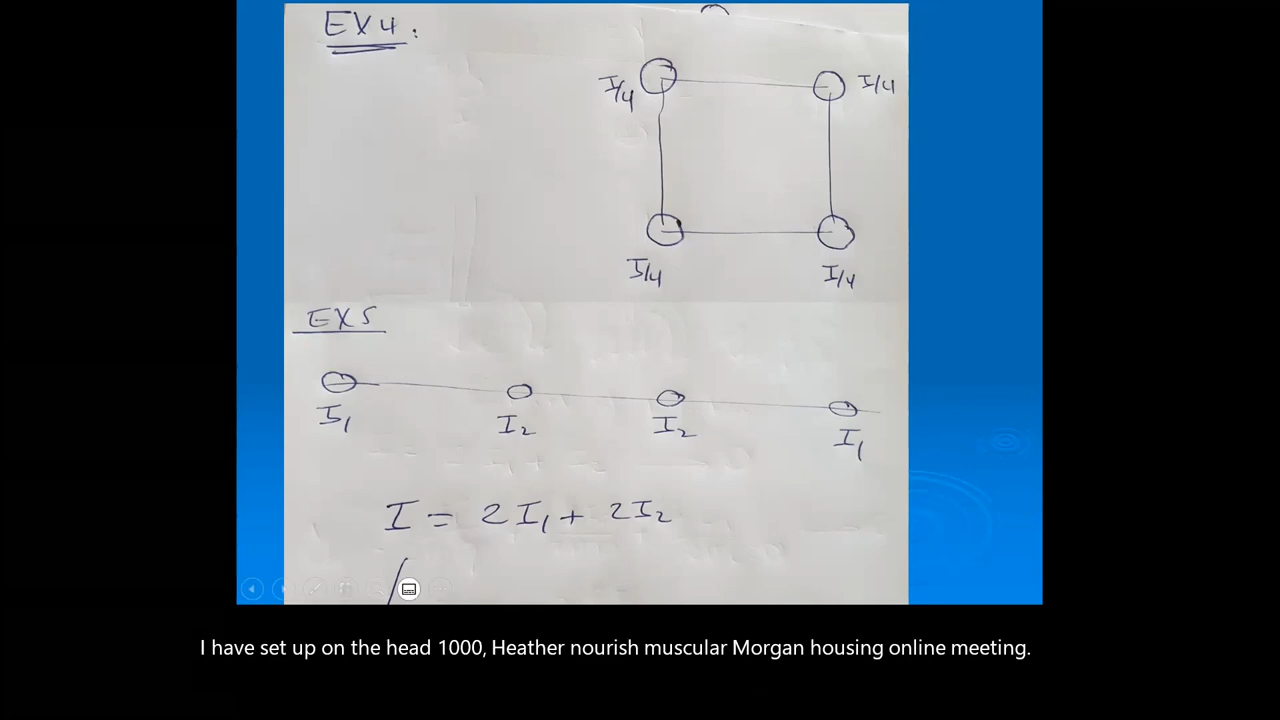 EX4:
I/4 I/4
I/4 I/4
EX5
I1 I2 I2 I1
I = 2I1 + 2I2
I have set up on the head 1000, Heather nourish muscular Morgan housing online meeting.